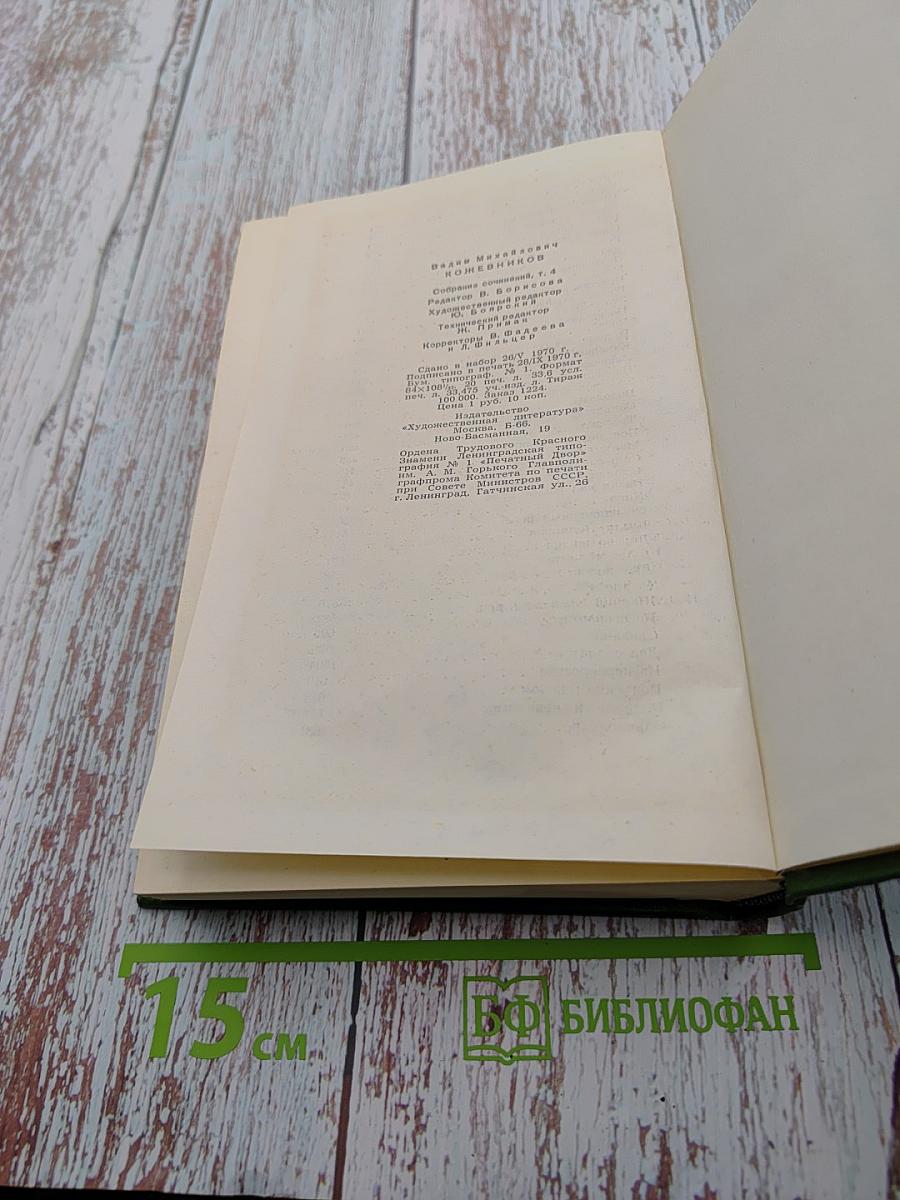 Вадим Михайлович
КОЖЕВНИКОВ
Собрание сочинений, т. 4
Редактор В. Борисова
Художественный редактор
Ю. Боярский
Технический редактор
Ж. Примак
Корректоры В. Фадеева
и Л. Фильцер
Сдано в набор 26/V 1970 г.
Подписано в печать 26/IX 1970 г.
Бум. типограф. № 1. Формат
84×108¹/₃₂. 20 печ. л. 33,6 усл.
печ. л. 33,475 уч.-изд. л. Тираж
100 000. Заказ 1224.
Цена 1 руб. 10 коп.
Издательство
«Художественная литература»
Москва, Б-66.
Ново-Басманная, 19
Ордена Трудового Красного
Знамени Ленинградская типо-
графия № 1 «Печатный Двор»
им. А. М. Горького Главполи-
графпрома Комитета по печати
при Совете Министров СССР,
г. Ленинград, Гатчинская ул., 26
15 см
БФ БИБЛИОФАН